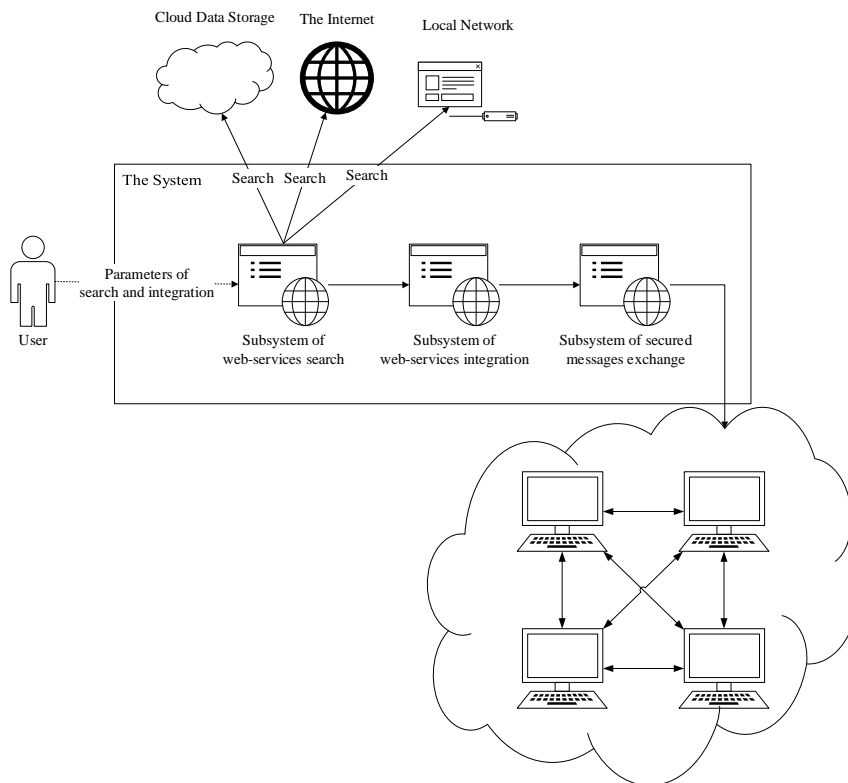 Cloud Data Storage
The Internet
Local Network
The System
Search
Search
Search
Parameters of
search and integration
User
Subsystem of
web-services search
Subsystem of
web-services integration
Subsystem of secured
messages exchange